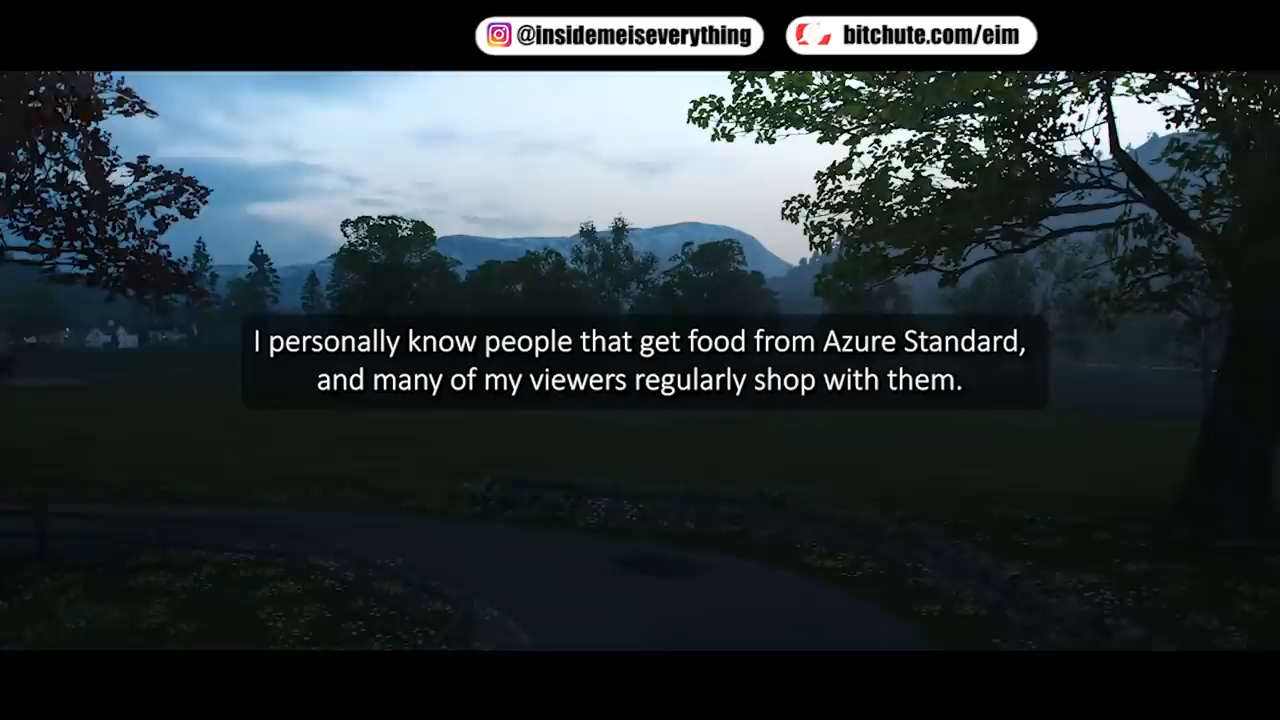 @insidemeiseverything
bitchute.com/eim
I personally know people that get food from Azure Standard,
and many of my viewers regularly shop with them.